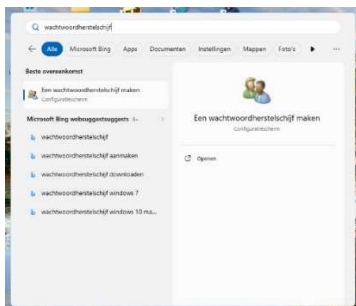 wachtwoordherstelschijf
Alle Microsoft Bing Apps Documenten Instellingen Mappen Foto's
Beste overeenkomst
Een wachtwoordherstelschijf maken
Configuratiescherm
Microsoft Bing
wachtwoordherstelschijf
wachtwoordherstelschijf aanmaken
wachtwoordherstelschijf downloaden
wachtwoordherstelschijf windows 7
wachtwoordherstelschijf windows 10 ma...
Een wachtwoordherstelschijf maken
Configuratiescherm
Openen